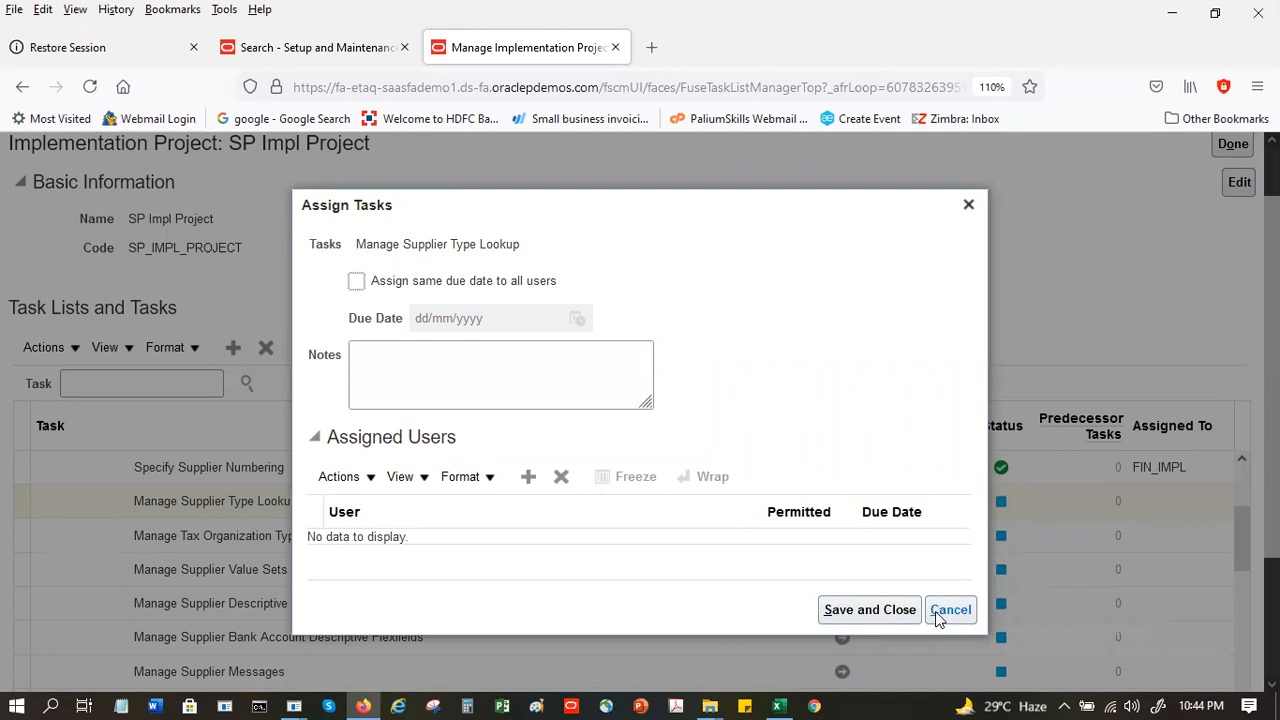 File Edit View History Bookmarks Tools Help
Restore Session
Search - Setup and Maintenance
Manage Implementation Projec
https://fa-etaq-saasfademo1.ds-fa.oracledemos.com/fscmUI/faces/FuseTaskListManagerTop?_afrLoop=6078326395
110%
Most Visited Webmail Login google - Google Search Welcome to HDFC Ba... Small business invoici... PaliumSkills Webmail ... Create Event Zimbra: (Inbox) Other Bookmarks
Implementation Project: SP Impl Project
Done
Basic Information
Edit
Name SP Impl Project
Code SP_IMPL_PROJECT
Task Lists and Tasks
Actions View Format
Task
Task
Status
Predecessor Tasks
Assigned To
Specify Supplier Numbering 0 FIN_IMPL
Manage Supplier Type Looku 0
Manage Tax Organization Typ 0
Manage Supplier Value Sets 0
Manage Supplier Descriptive 0
Manage Supplier Bank Account Descriptive Flexfields 0
Manage Supplier Messages 0
Assign Tasks
Tasks Manage Supplier Type Lookup
Assign same due date to all users
Due Date dd/mm/yyyy
Notes
Assigned Users
Actions View Format Freeze Wrap
User Permitted Due Date
No data to display.
Save and Close Cancel
29°C Haze
10:44 PM